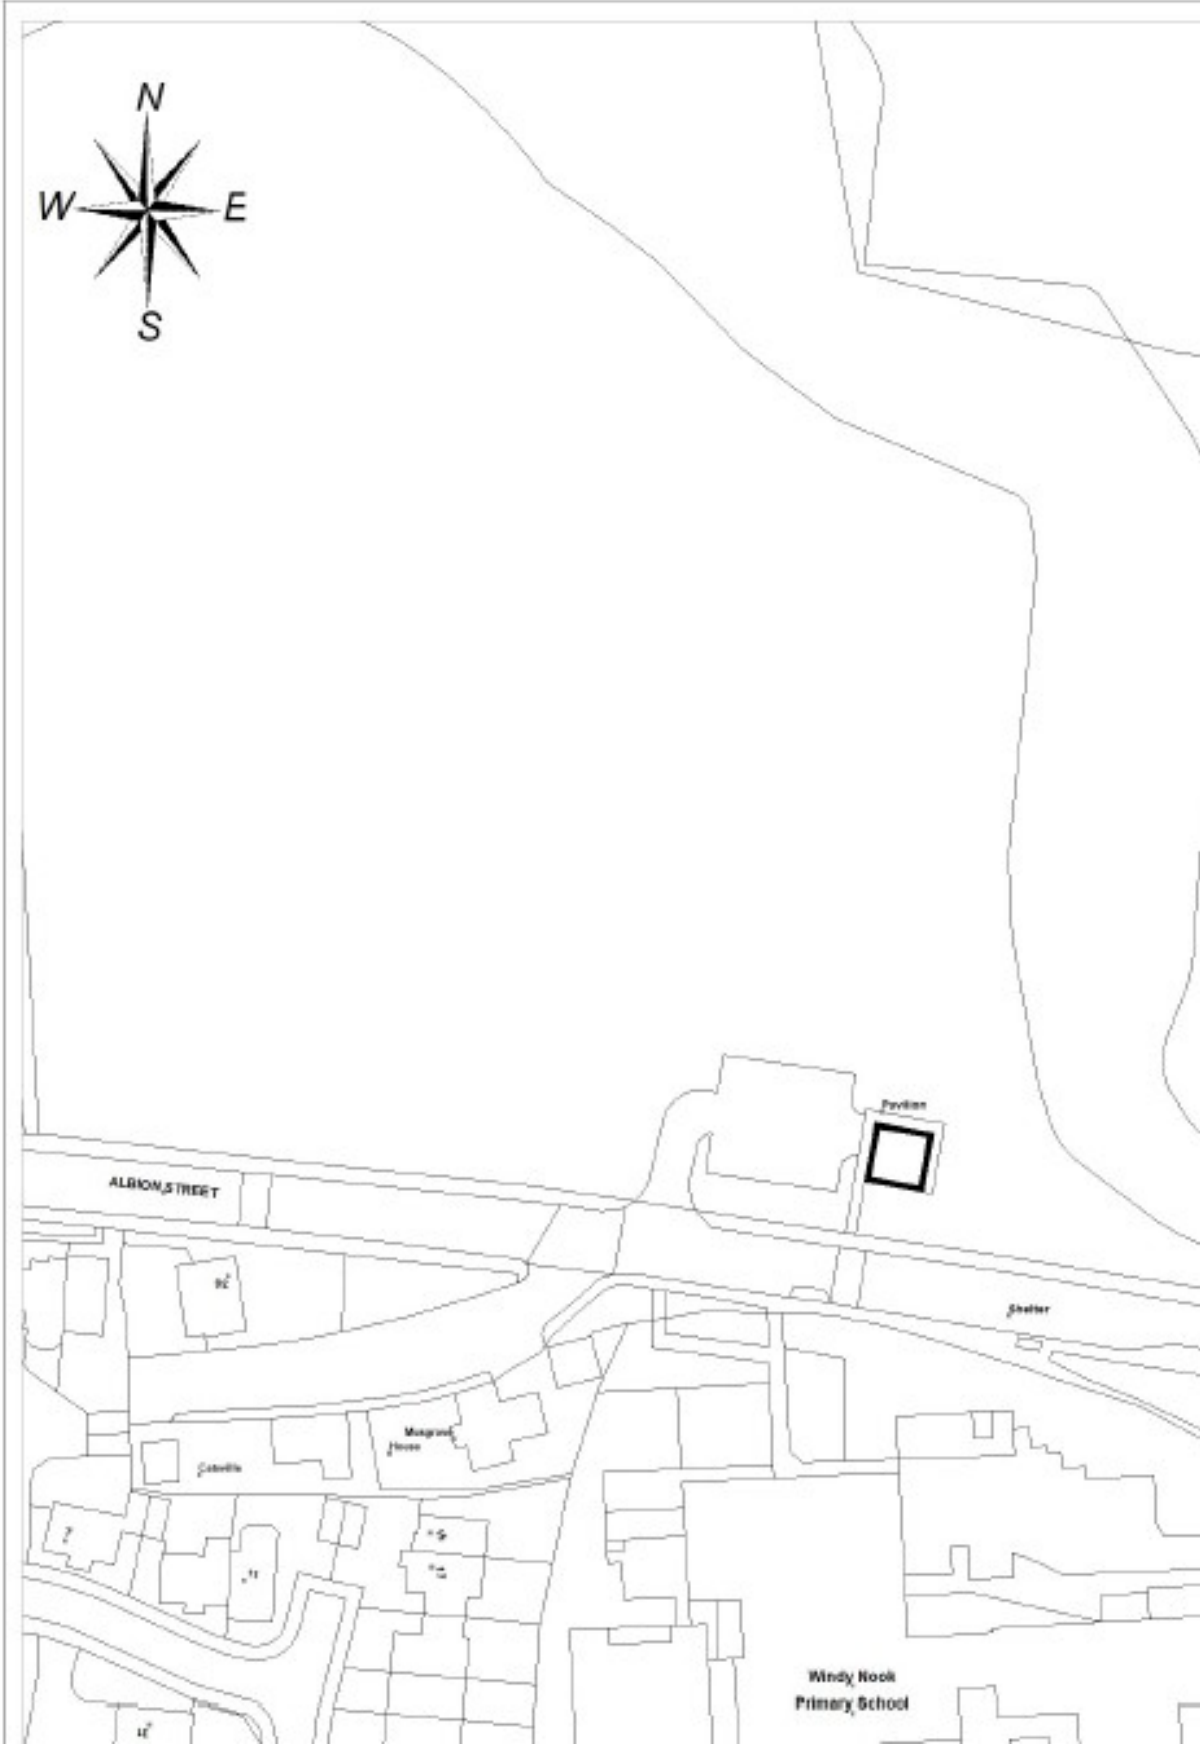 N
W
E
S
Pavilion
ALBION STREET
Shelter
Musgrave
House
Windy Nook
Primary School